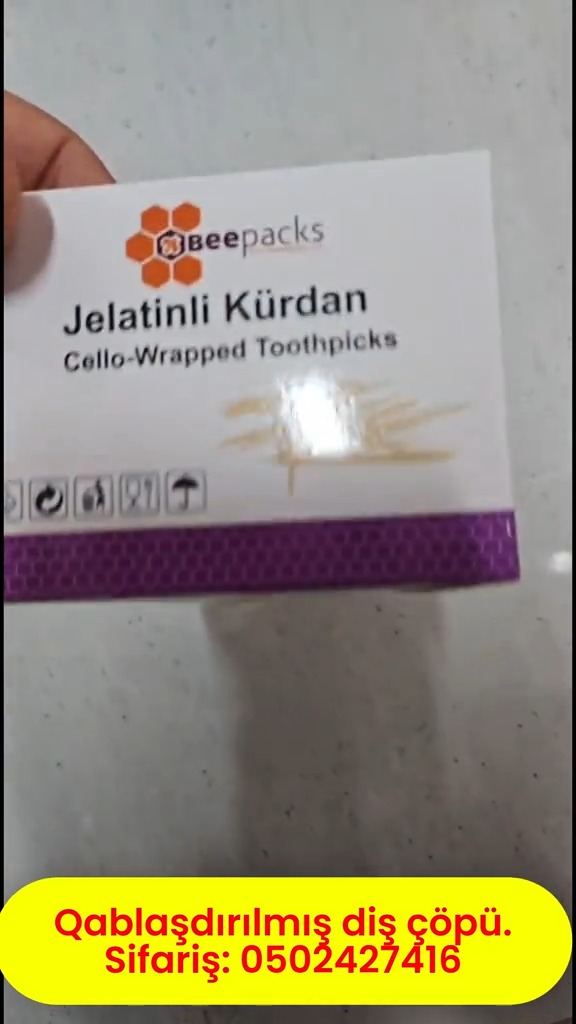 Beepacks
Jelatinli Kürdan
Cello-Wrapped Toothpicks
Qablaşdırılmış diş çöpü.
Sifariş: 0502427416